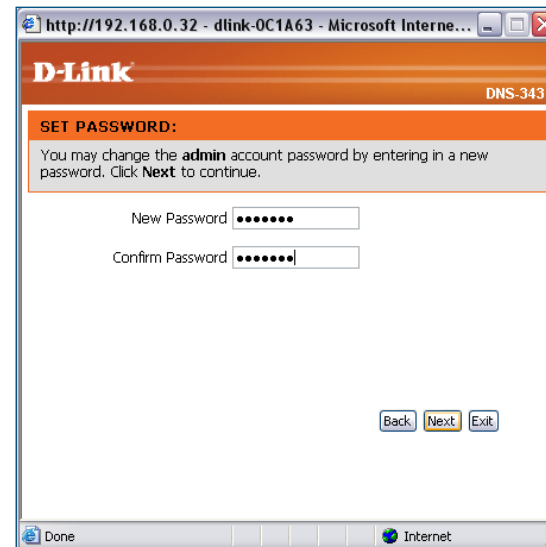 http://192.168.0.32 - dlink-0C1A63 - Microsoft Interne...
D-Link
DNS-343
SET PASSWORD:
You may change the admin account password by entering in a new
password. Click Next to continue.
New Password ●●●●●●●
Confirm Password ●●●●●●●
Back Next Exit
Done Internet